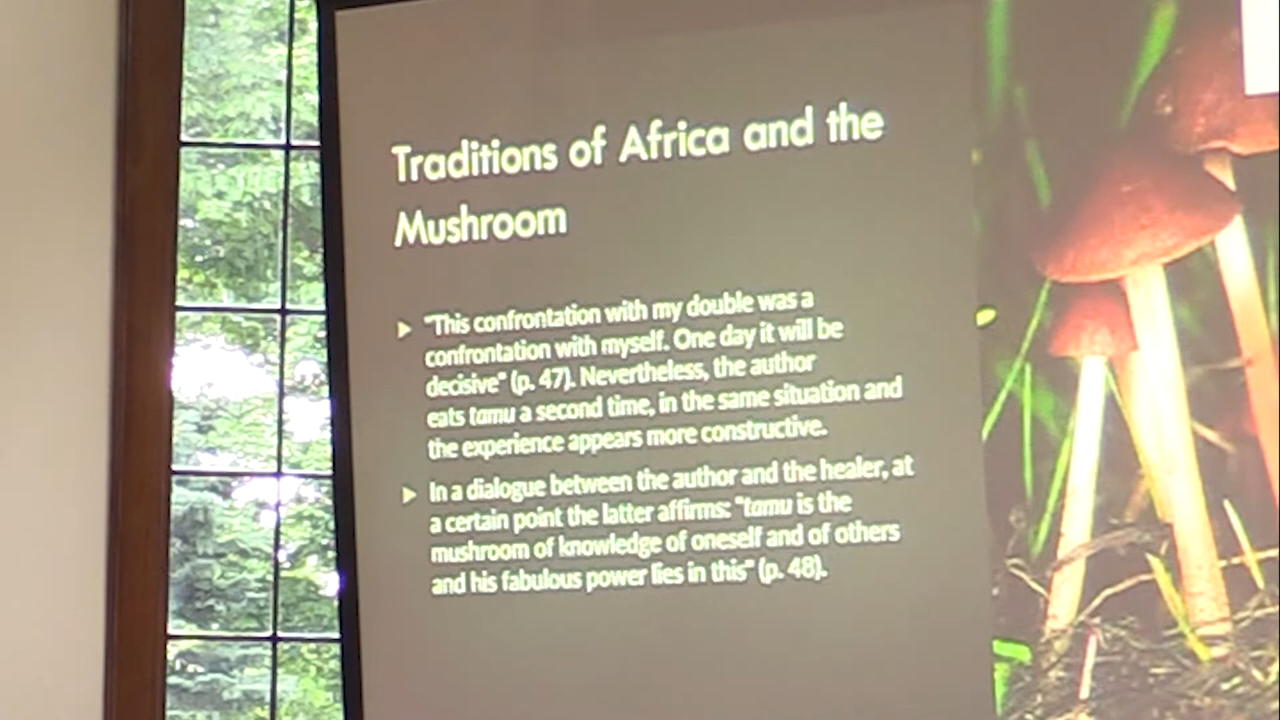 Traditions of Africa and the
Mushroom
"This confrontation with my double was a
confrontation with myself. One day it will be
decisive" (p. 47). Nevertheless, the author
eats tamu a second time, in the same situation and
the experience appears more constructive.
In a dialogue between the author and the healer, at
a certain point the latter affirms: "tamu is the
mushroom of knowledge of oneself and of others
and his fabulous power lies in this" (p. 48).